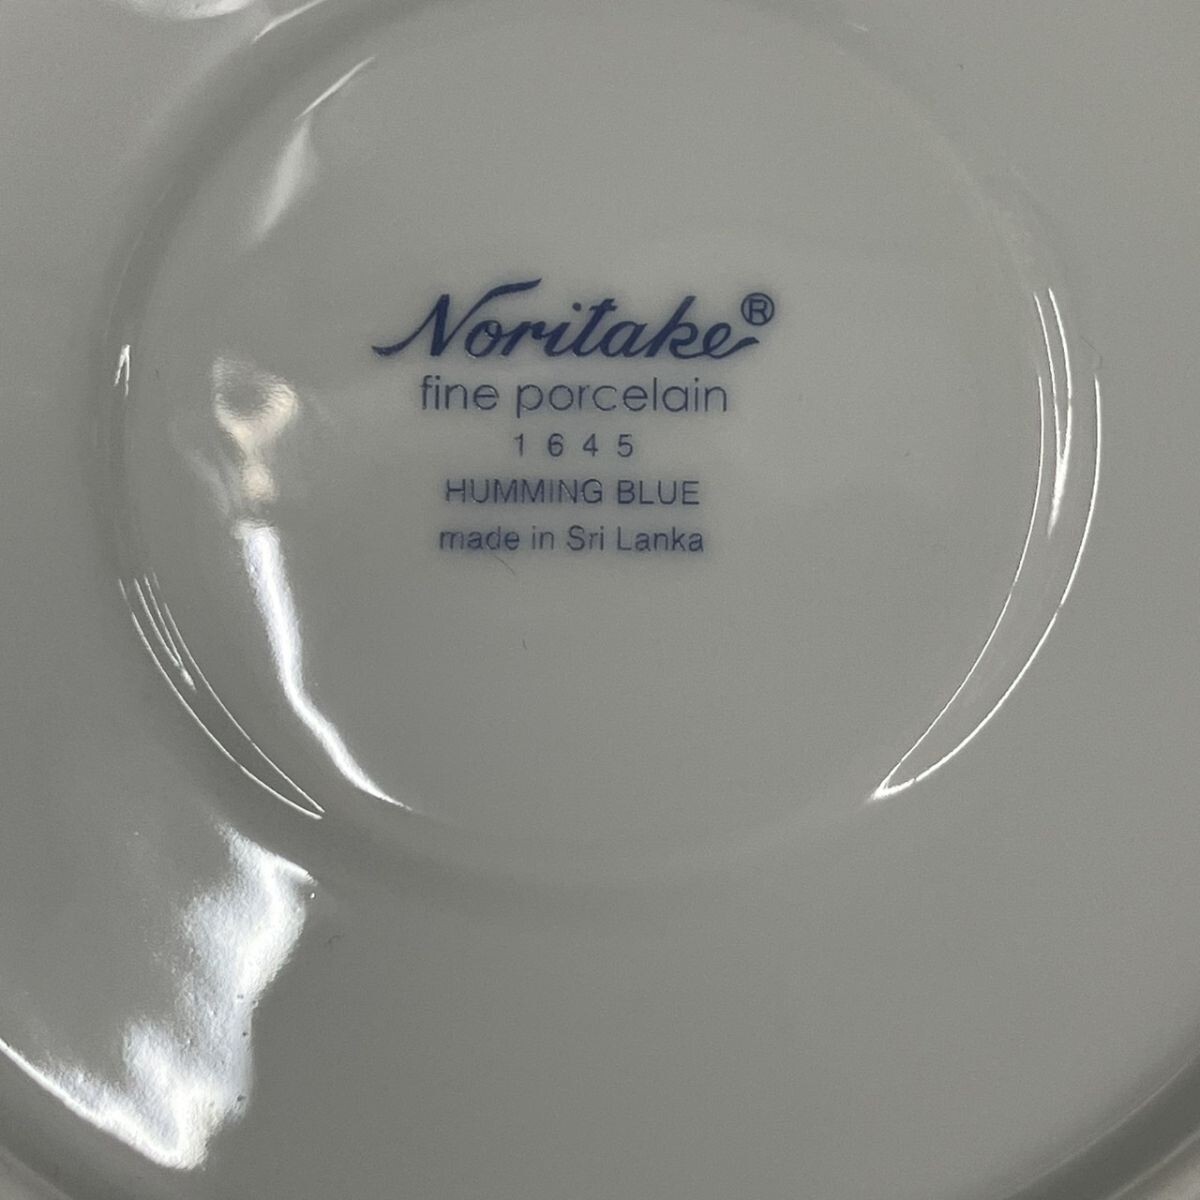 Noritake®
fine porcelain
1645
HUMMING BLUE
made in Sri Lanka